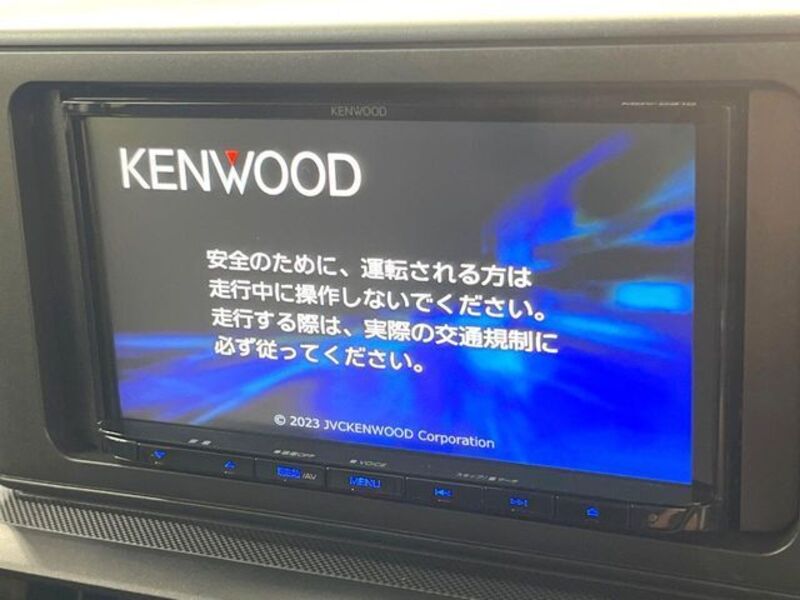 KENWOOD
KENWOOD
安全のために、運転される方は
走行中に操作しないでください。
走行する際は、実際の交通規制に
必ず従ってください。
© 2023 JVCKENWOOD Corporation
VOICE
/AV
MENU